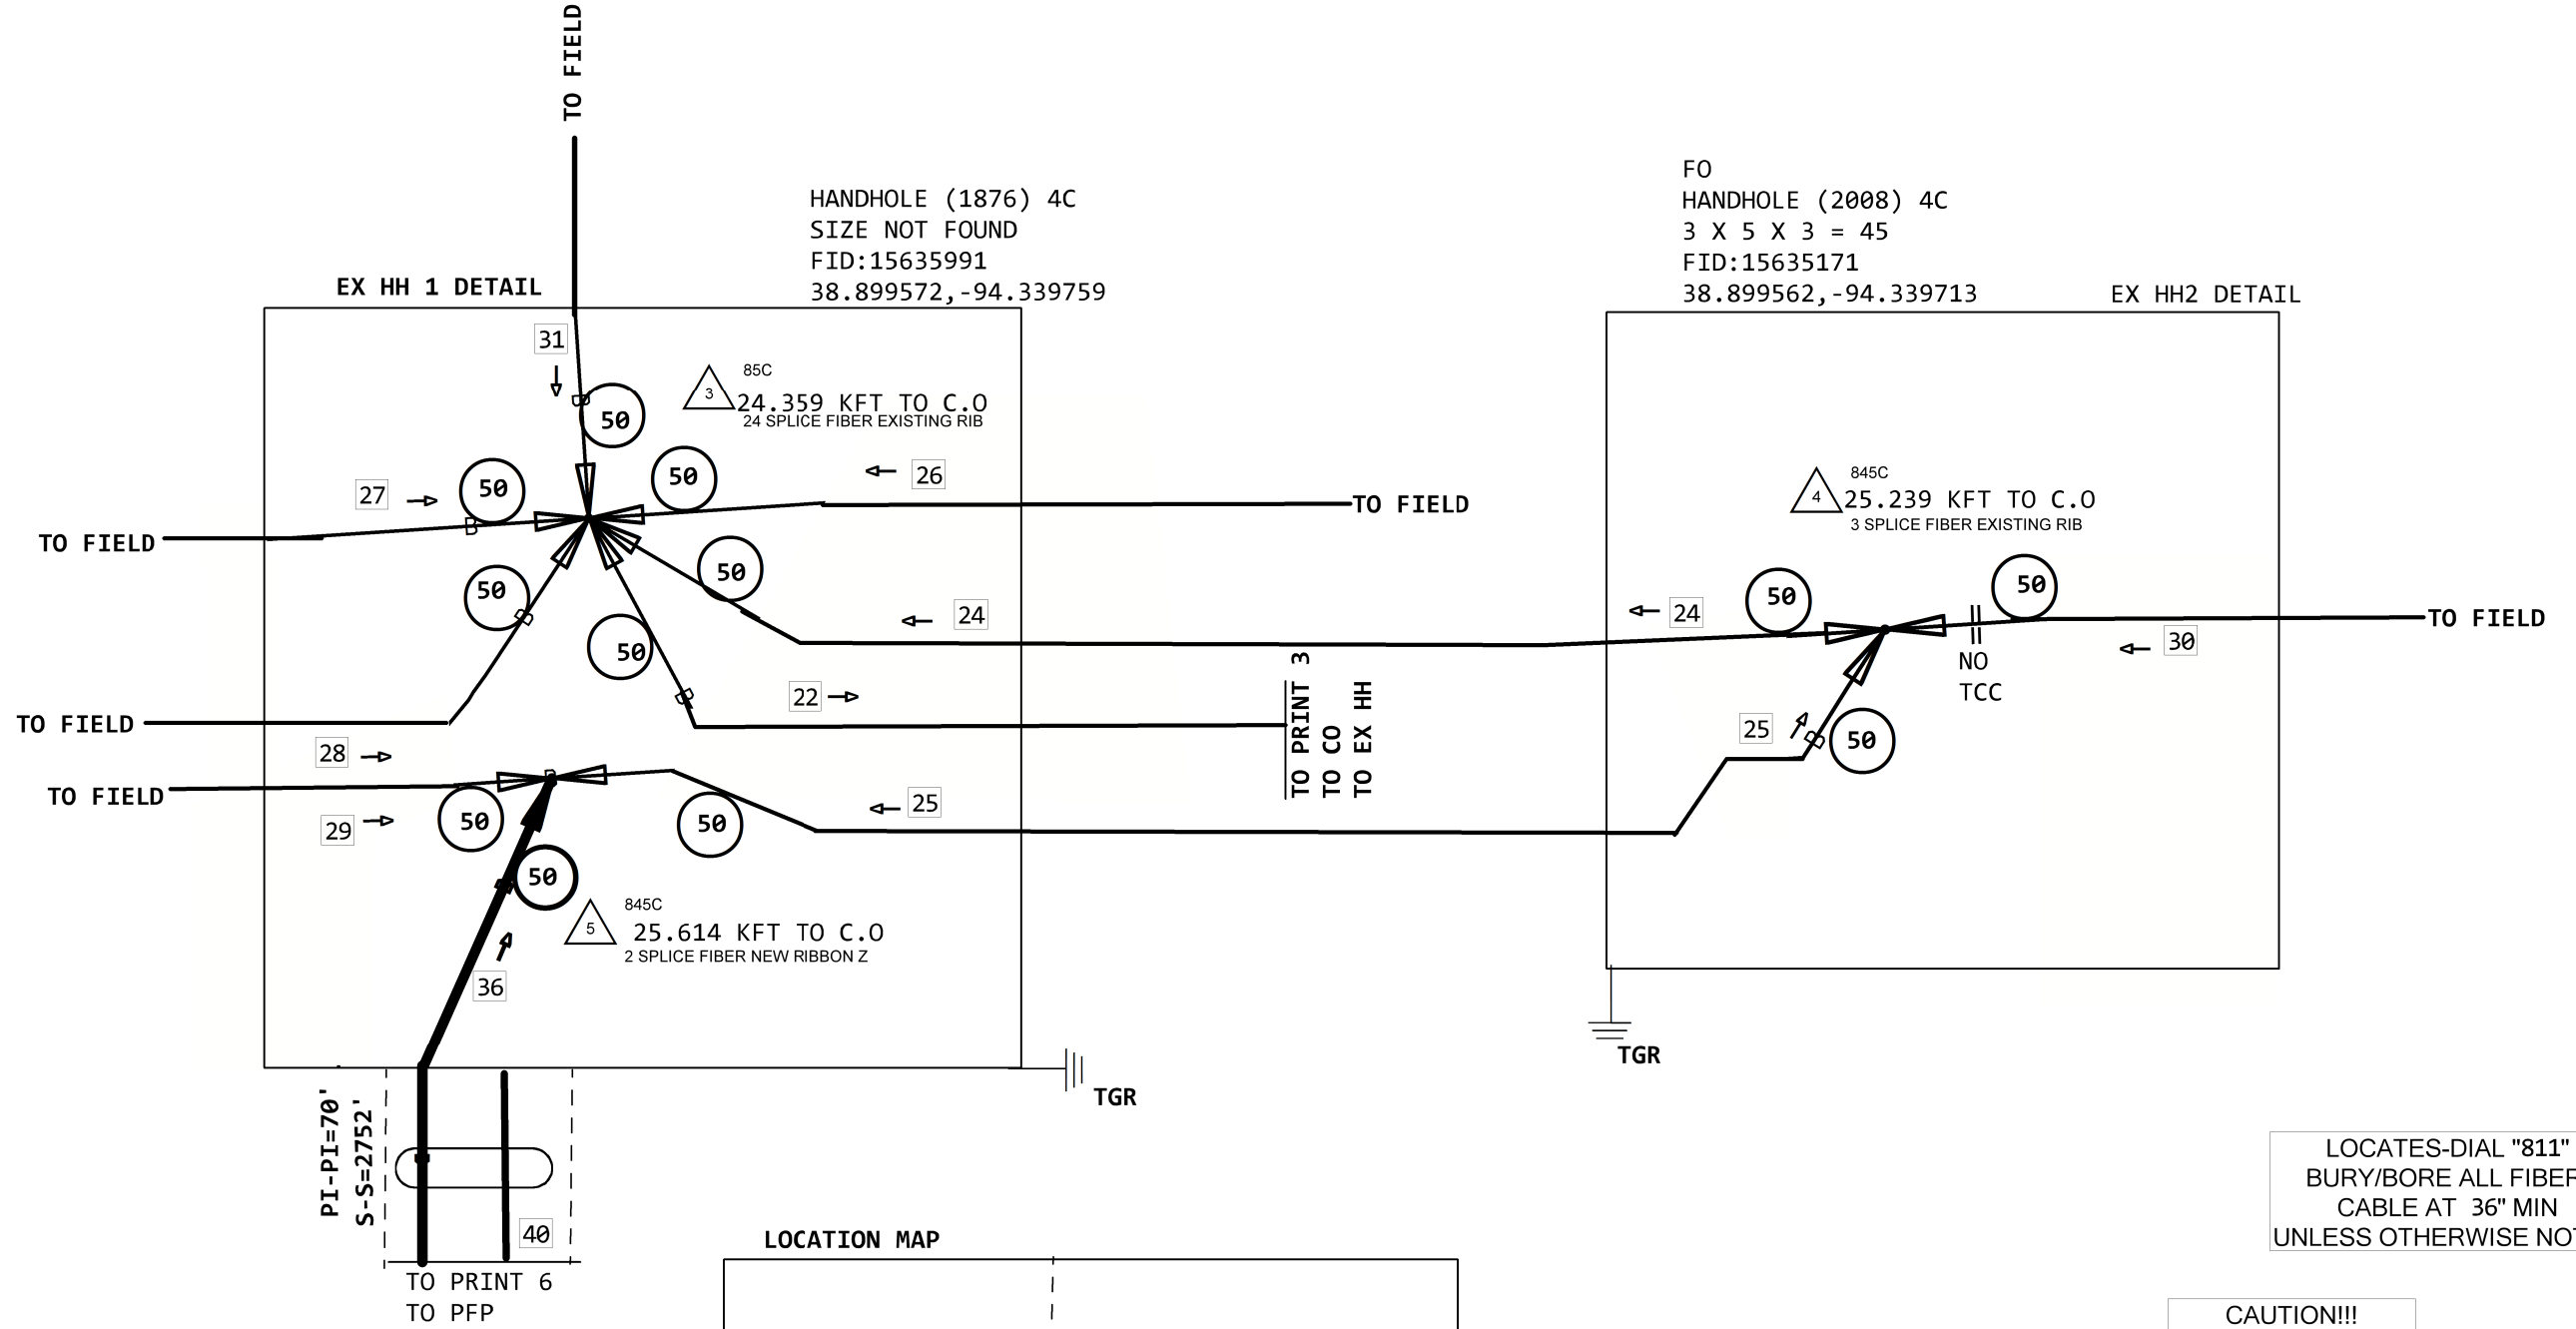 TO FIELD
HANDHOLE (1876) 4C
SIZE NOT FOUND
FID:15635991
38.899572,-94.339759
FO
HANDHOLE (2008) 4C
3 X 5 X 3 = 45
FID:15635171
38.899562,-94.339713
EX HH 1 DETAIL
EX HH2 DETAIL
31
B
50
3
85C
24.359 KFT TO C.O
24 SPLICE FIBER EXISTING RIB
27
50
50
26
B
TO FIELD
TO FIELD
50
B
50
50
B
24
22
TO FIELD
28
TO FIELD
29
50
50
25
TO PRINT 3
TO CO
TO EX HH
50
5
845C
25.614 KFT TO C.O
2 SPLICE FIBER NEW RIBBON Z
36
4
845C
25.239 KFT TO C.O
3 SPLICE FIBER EXISTING RIB
24
50
50
TO FIELD
30
NO
TCC
25
B
50
TGR
TGR
PI-PI=70'
S-S=2752'
40
TO PRINT 6
TO PFP
LOCATION MAP
LOCATES-DIAL "811"
BURY/BORE ALL FIBER
CABLE AT 36" MIN
UNLESS OTHERWISE NOT
CAUTION!!!